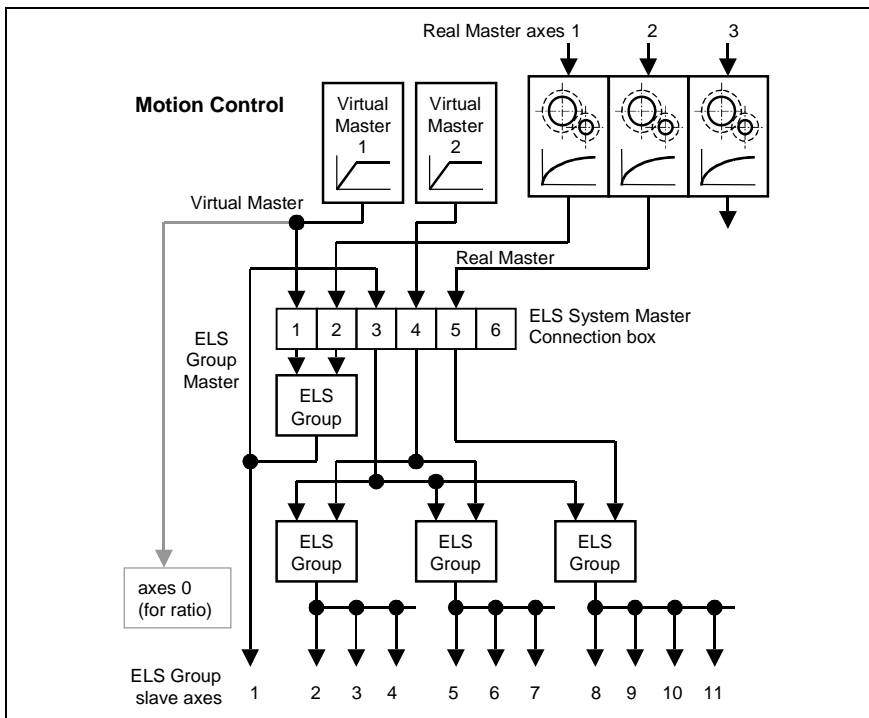 Real Master axes 1 2 3
Motion Control
Virtual
Master
1
Virtual
Master
2
Virtual Master
Real Master
ELS System Master
Connection box
1 2 3 4 5 6
ELS
Group
Master
ELS
Group
ELS
Group
ELS
Group
ELS
Group
axes 0
(for ratio)
ELS Group
slave axes
1 2 3 4 5 6 7 8 9 10 11